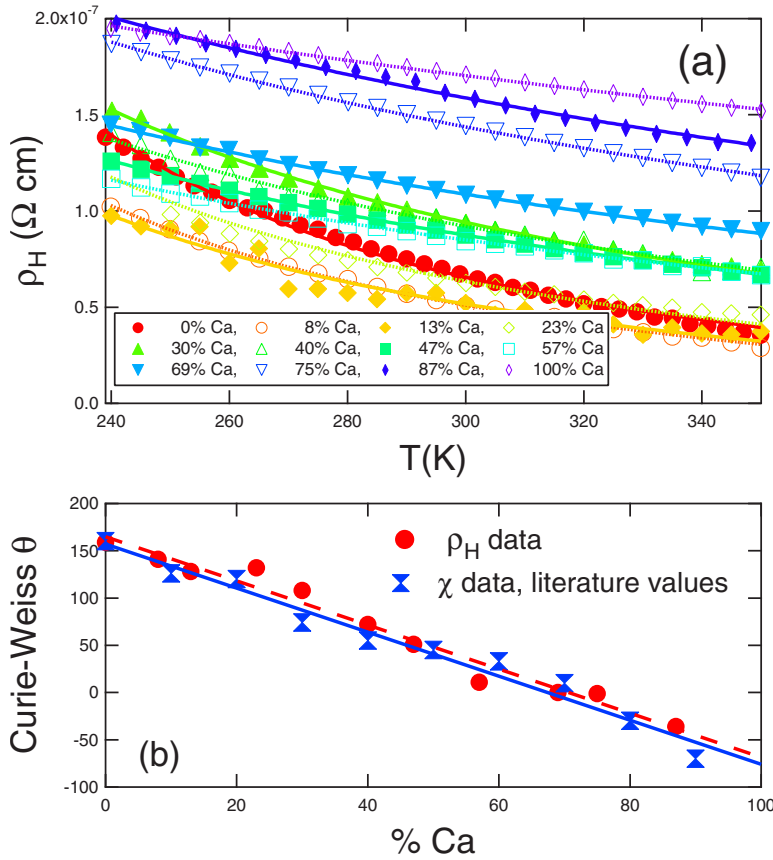 2.0x10⁻⁷
(a)
1.5
1.0
0.5
0.0
ρH (Ω cm)
0% Ca, 8% Ca, 13% Ca, 23% Ca
30% Ca, 40% Ca, 47% Ca, 57% Ca
69% Ca, 75% Ca, 87% Ca, 100% Ca
240 260 280 300 320 340
T(K)
200
150
100
50
0
-50
-100
Curie-Weiss θ
ρH data
χ data, literature values
(b)
0 20 40 60 80 100
% Ca